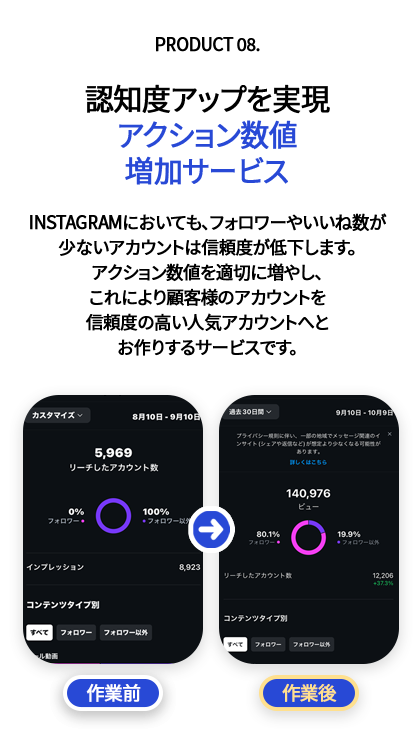 PRODUCT 08.
認知度アップを実現
アクション数値
増加サービス
INSTAGRAMにおいても、フォロワーやいいね数が
少ないアカウントは信頼度が低下します。
アクション数値を適切に増やし、
これにより顧客様のアカウントを
信頼度の高い人気アカウントへと
お作りするサービスです。
カスタマイズ
8月10日 - 9月10日
5,969
リーチしたアカウント数
0%
フォロワー
100%
フォロワー以外
インプレッション
8,923
コンテンツタイプ別
すべて
フォロワー
フォロワー以外
ール動画
過去30日間
9月10日 - 10月9日
プライバシー規則に伴い、一部の地域でメッセージ関連のイ
ンサイト (シェアや返信など) が想定より少なくなる可能性が
あります。
詳しくはこちら
140,976
ビュー
80.1%
フォロワー
19.9%
フォロワー以外
リーチしたアカウント数
12,206
+37.3%
コンテンツタイプ別
すべて
フォロワー
フォロワー以外
作業前
作業後